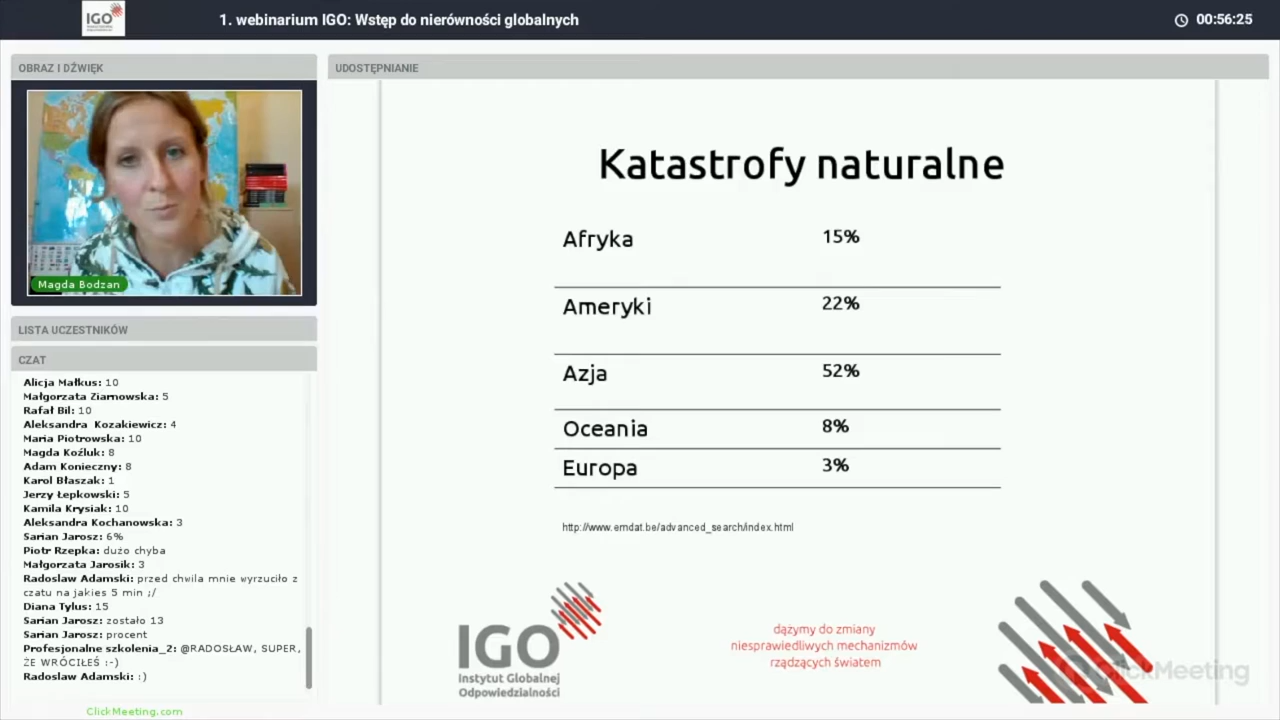 IGO
1. webinarium IGO: Wstęp do nierówności globalnych
00:56:25
OBRAZ I DŹWIĘK
Magda Bodzan
LISTA UCZESTNIKÓW
CZAT
Alicja Małkus: 10
Małgorzata Ziarnowska: 5
Rafał Bil: 10
Aleksandra Kozakiewicz: 4
Maria Piotrowska: 10
Magda Koźluk: 8
Adam Konieczny: 8
Karol Błaszak: 1
Jerzy Łepkowski: 5
Kamila Krysiak: 10
Aleksandra Kochanowska: 3
Sarian Jarosz: 6%
Piotr Rzepka: dużo chyba
Małgorzata Jarosik: 3
Radoslaw Adamski: przed chwila mnie wyrzuciło z
czatu na jakies 5 min ;/
Diana Tylus: 15
Sarian Jarosz: zostało 13
Sarian Jarosz: procent
Profesjonalne szkolenia_2: @RADOSŁAW, SUPER,
ŻE WRÓCIŁEŚ :-)
Radoslaw Adamski: :)
ClickMeeting.com
UDOSTĘPNIANIE
Katastrofy naturalne
Afryka 15%
Ameryki 22%
Azja 52%
Oceania 8%
Europa 3%
http://www.emdat.be/advanced_search/index.html
IGO
Instytut Globalnej
Odpowiedzialności
dążymy do zmiany
niesprawiedliwych mechanizmów
rządzących światem
ClickMeeting